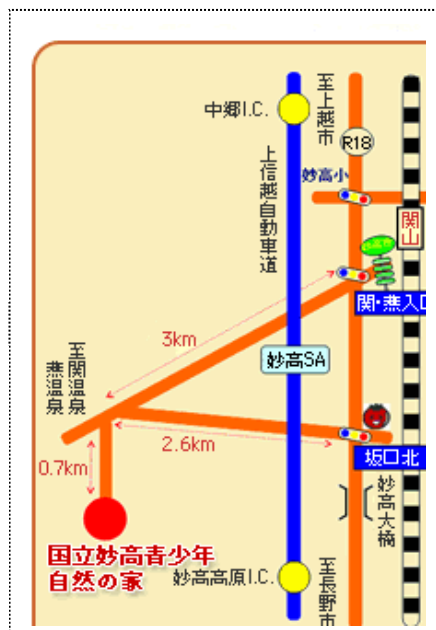 中郷I.C.
至上越市
R18
上信越自動車道
妙高小
関山
関・燕入口
3km
妙高SA
至関温泉
燕温泉
2.6km
坂口北
0.7km
妙高大橋
国立妙高青少年
自然の家
妙高高原I.C.
至長野市